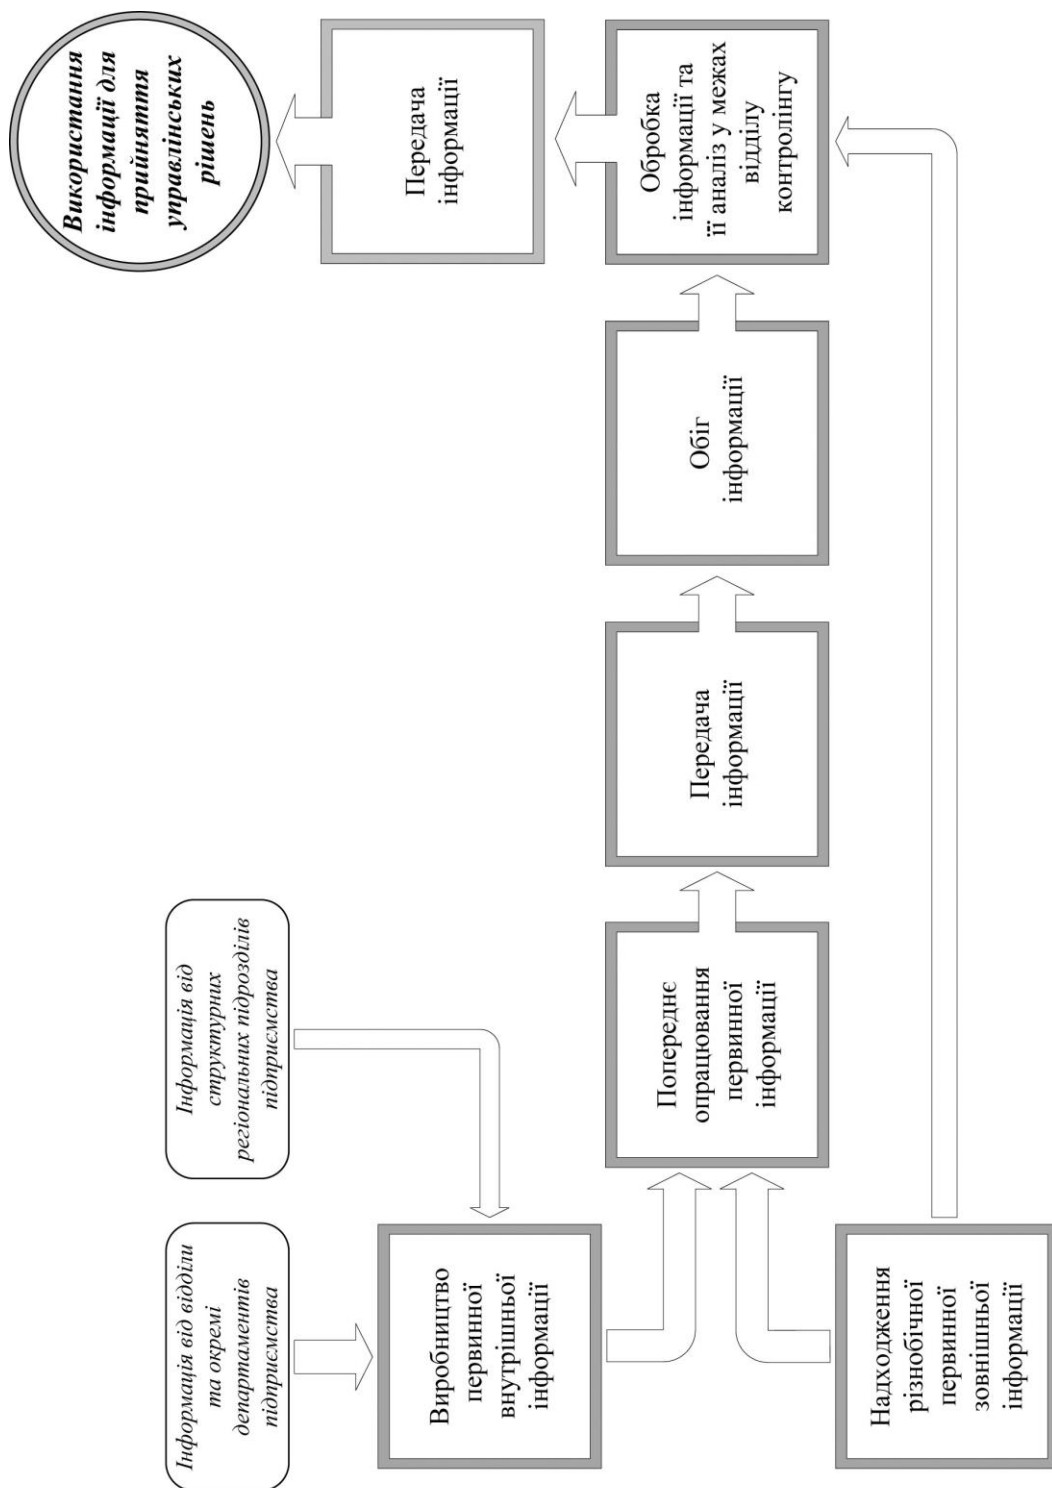 Інформація від відділи
та окремі
департаментів
підприємства
Інформація від
структурних
регіональних підрозділів
підприємства
Використання
інформації для
прийняття
управлінських
рішень
Виробництво
первинної
внутрішньої
інформації
Передача
інформації
Попереднє
опрацювання
первинної
інформації
Передача
інформації
Обіг
інформації
Обробка
інформації та
її аналіз у межах
відділу
контролінгу
Надходження
різнобічної
первинної
зовнішньої
інформації